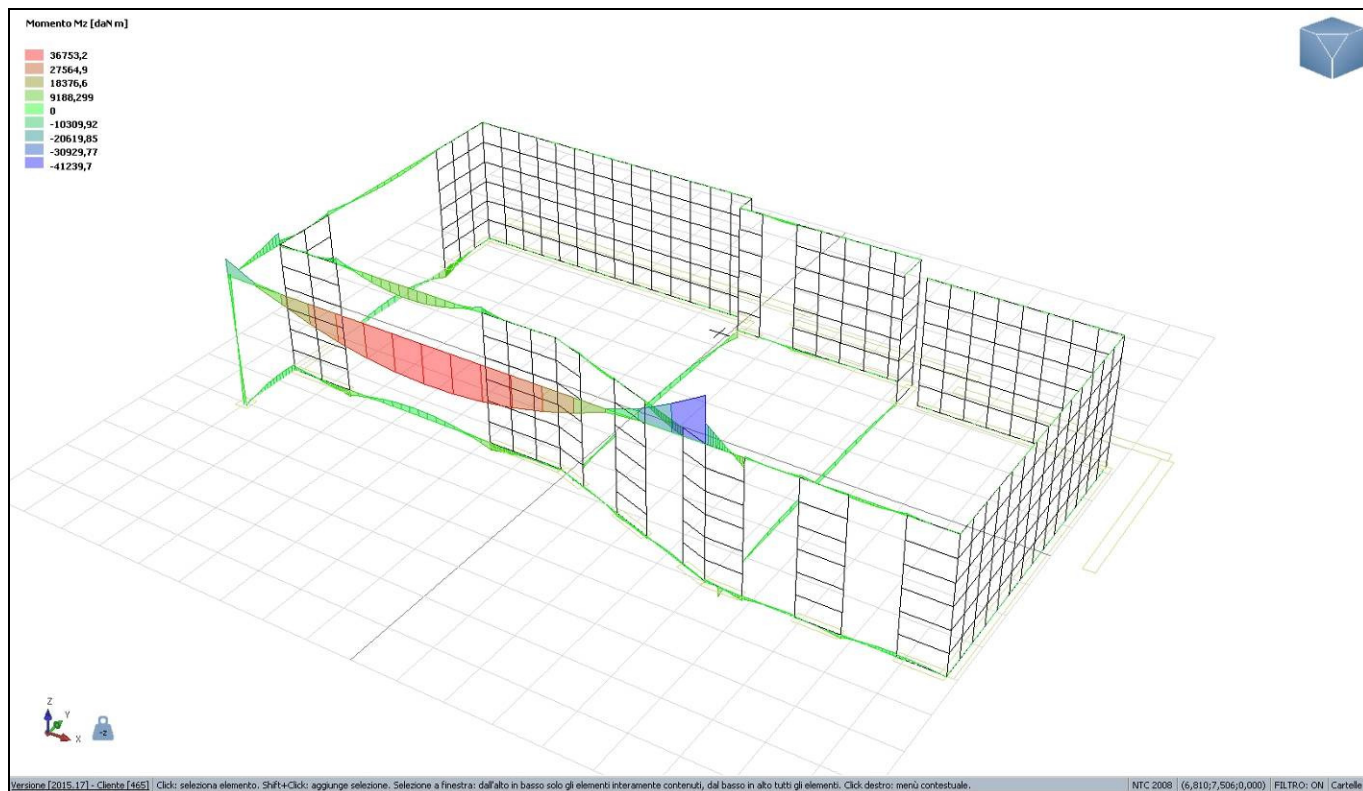 Momento Mz [daN m]
36753,2
27564,9
18376,6
9188,299
0
-10309,92
-20619,85
-30929,77
-41239,7
Z
Y
X
-Z
Versione [2015.17] - Cliente [465] Click: seleziona elemento. Shift+Click: aggiunge selezione. Selezione a finestra: dall'alto in basso solo gli elementi interamente contenuti, dal basso in alto tutti gli elementi. Click destro: menù contestuale. NTC 2008 (6,810;7,506;0,000) FILTRO: ON Cartelle